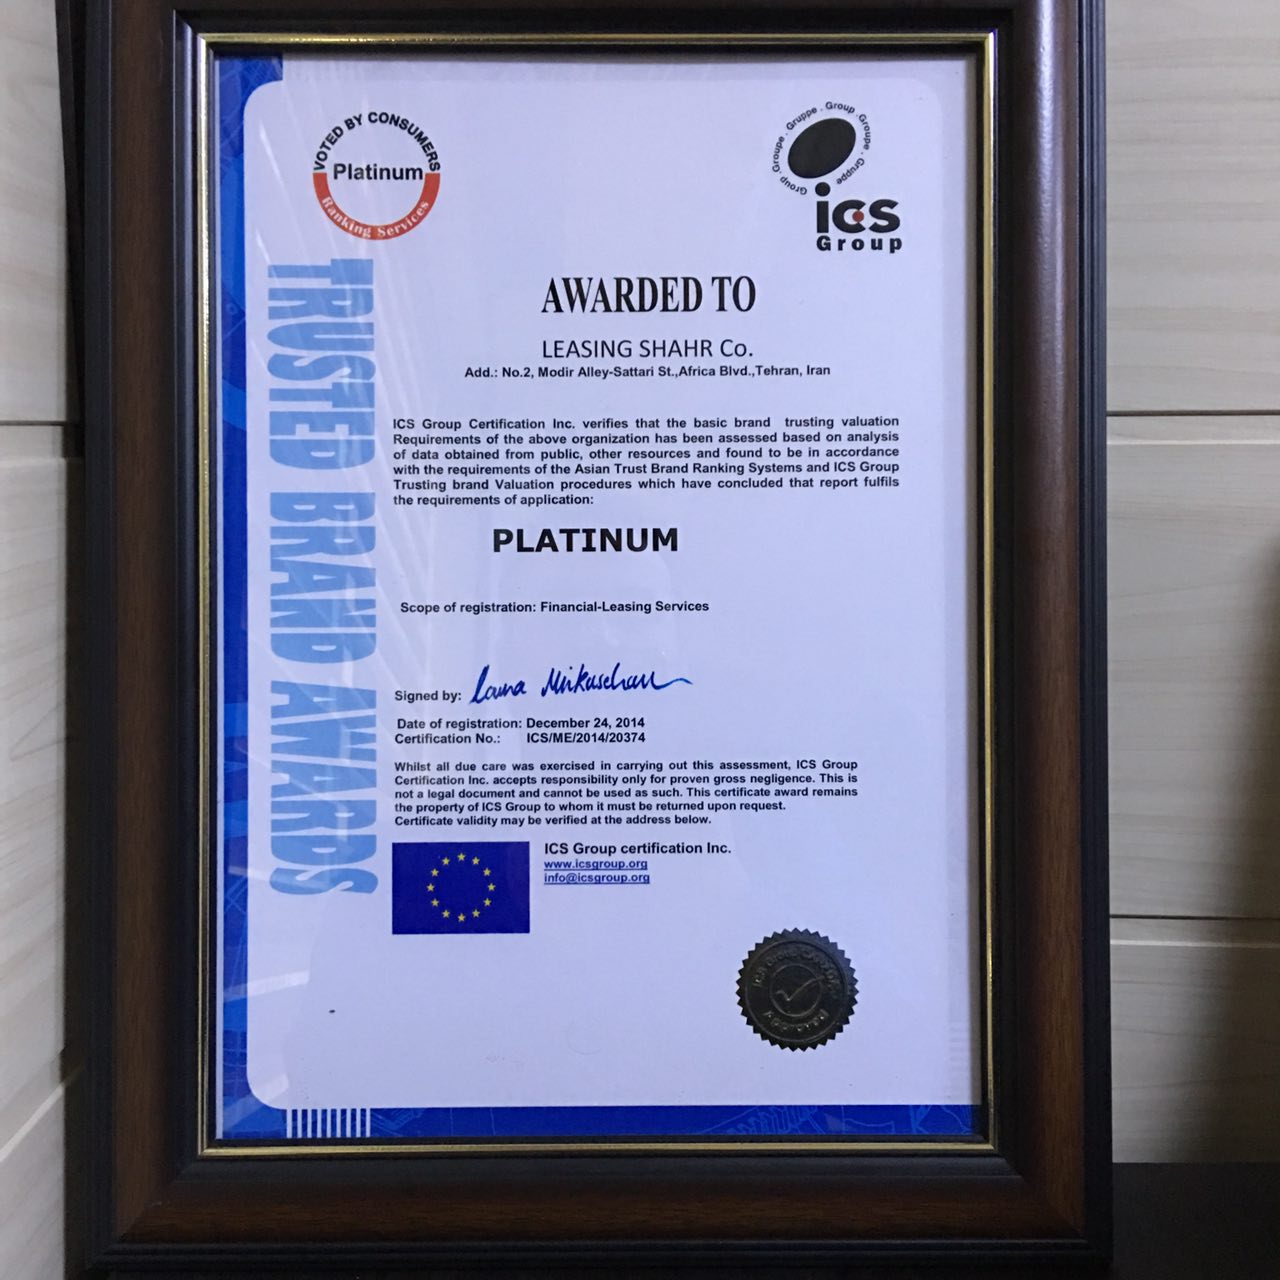 VOTED BY CONSUMERS
Platinum
Ranking Services
Group . Groupe . Gruppe . Group . Groupe . Gruppe
ICS
Group
TRUSTED BRAND AWARDS
AWARDED TO
LEASING SHAHR Co.
Add.: No.2, Modir Alley-Sattari St.,Africa Blvd.,Tehran, Iran
ICS Group Certification Inc. verifies that the basic brand trusting valuation
Requirements of the above organization has been assessed based on analysis
of data obtained from public, other resources and found to be in accordance
with the requirements of the Asian Trust Brand Ranking Systems and ICS Group
Trusting brand Valuation procedures which have concluded that report fulfils
the requirements of application:
PLATINUM
Scope of registration: Financial-Leasing Services
Signed by:
Date of registration: December 24, 2014
Certification No.: ICS/ME/2014/20374
Whilst all due care was exercised in carrying out this assessment, ICS Group
Certification Inc. accepts responsibility only for proven gross negligence. This is
not a legal document and cannot be used as such. This certificate award remains
the property of ICS Group to whom it must be returned upon request.
Certificate validity may be verified at the address below.
ICS Group certification Inc.
www.icsgroup.org
info@icsgroup.org
Approved